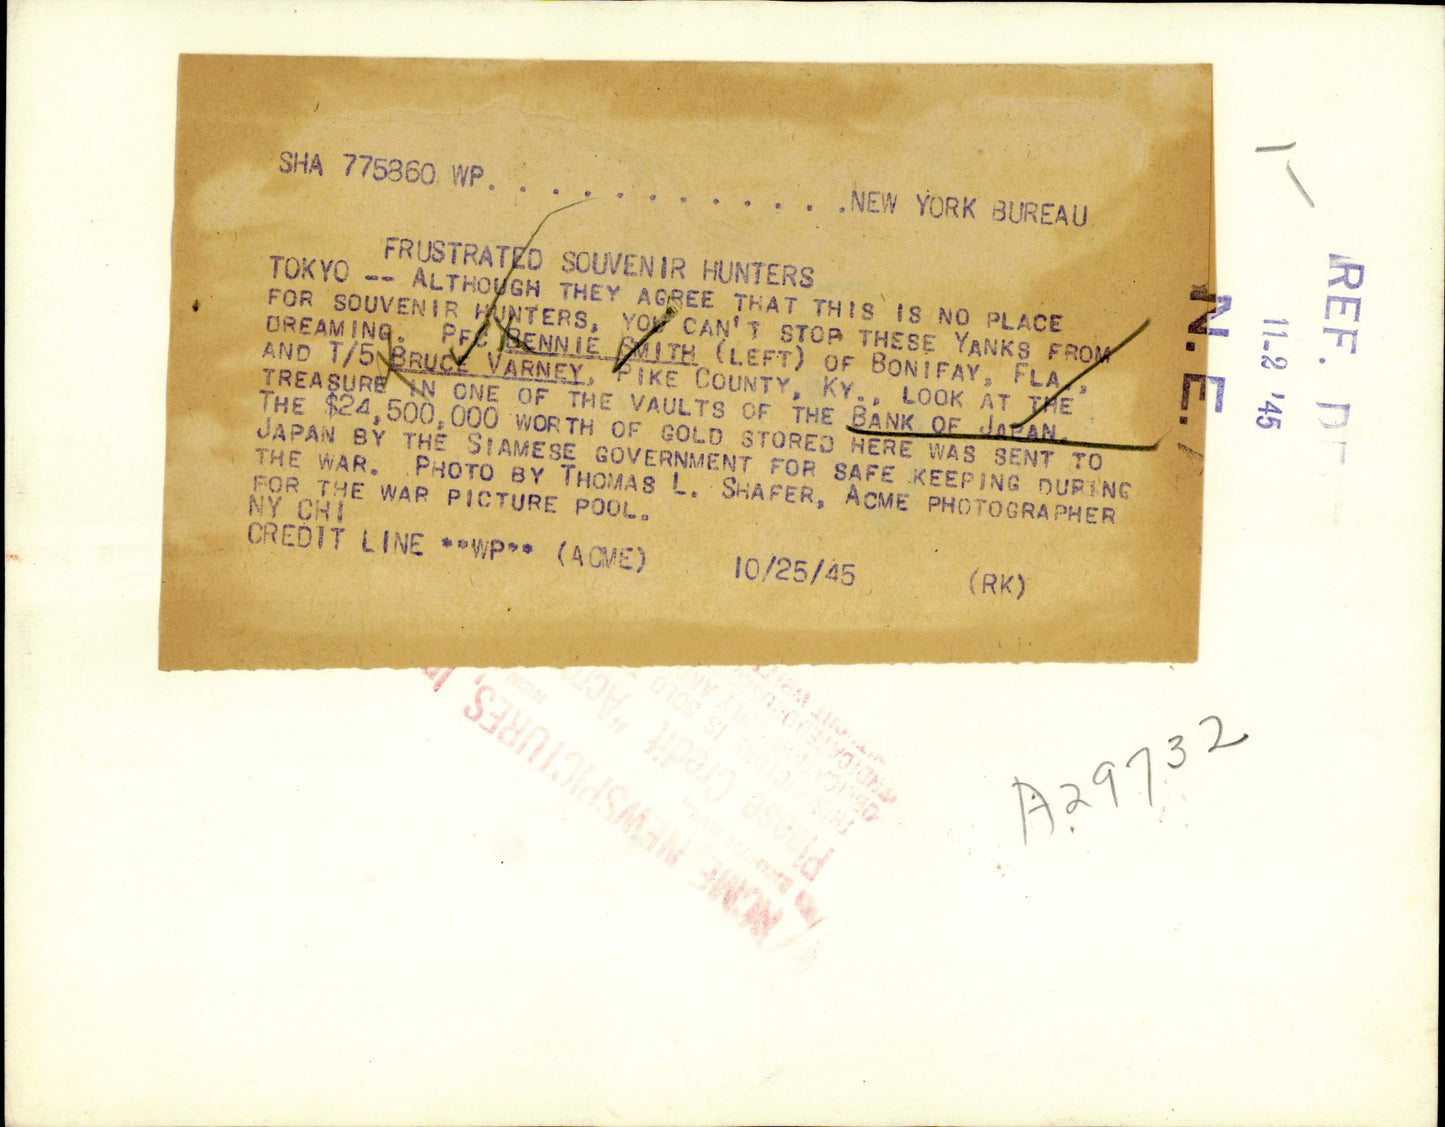 SHA 775860 WP. . . . . . . . . . . .NEW YORK BUREAU
FRUSTRATED SOUVENIR HUNTERS
TOKYO -- ALTHOUGH THEY AGREE THAT THIS IS NO PLACE
FOR SOUVENIR HUNTERS, YOU CAN'T STOP THESE YANKS FROM
DREAMING. PFC BENNIE SMITH (LEFT) OF BONIFAY, FLA.,
AND T/5 BRUCE VARNEY, PIKE COUNTY, KY., LOOK AT THE
TREASURE IN ONE OF THE VAULTS OF THE BANK OF JAPAN.
THE $24,500,000 WORTH OF GOLD STORED HERE WAS SENT TO
JAPAN BY THE SIAMESE GOVERNMENT FOR SAFE KEEPING DURING
THE WAR. PHOTO BY THOMAS L. SHAFER, ACME PHOTOGRAPHER
FOR THE WAR PICTURE POOL.
NY CHI
CREDIT LINE **WP** (ACME) 10/25/45 (RK)
N. E.
11-2 '45
REF.
A29732
ACME NEWSPICTURES,
Please Credit "Acm
THIS PICTURE IS SOLD